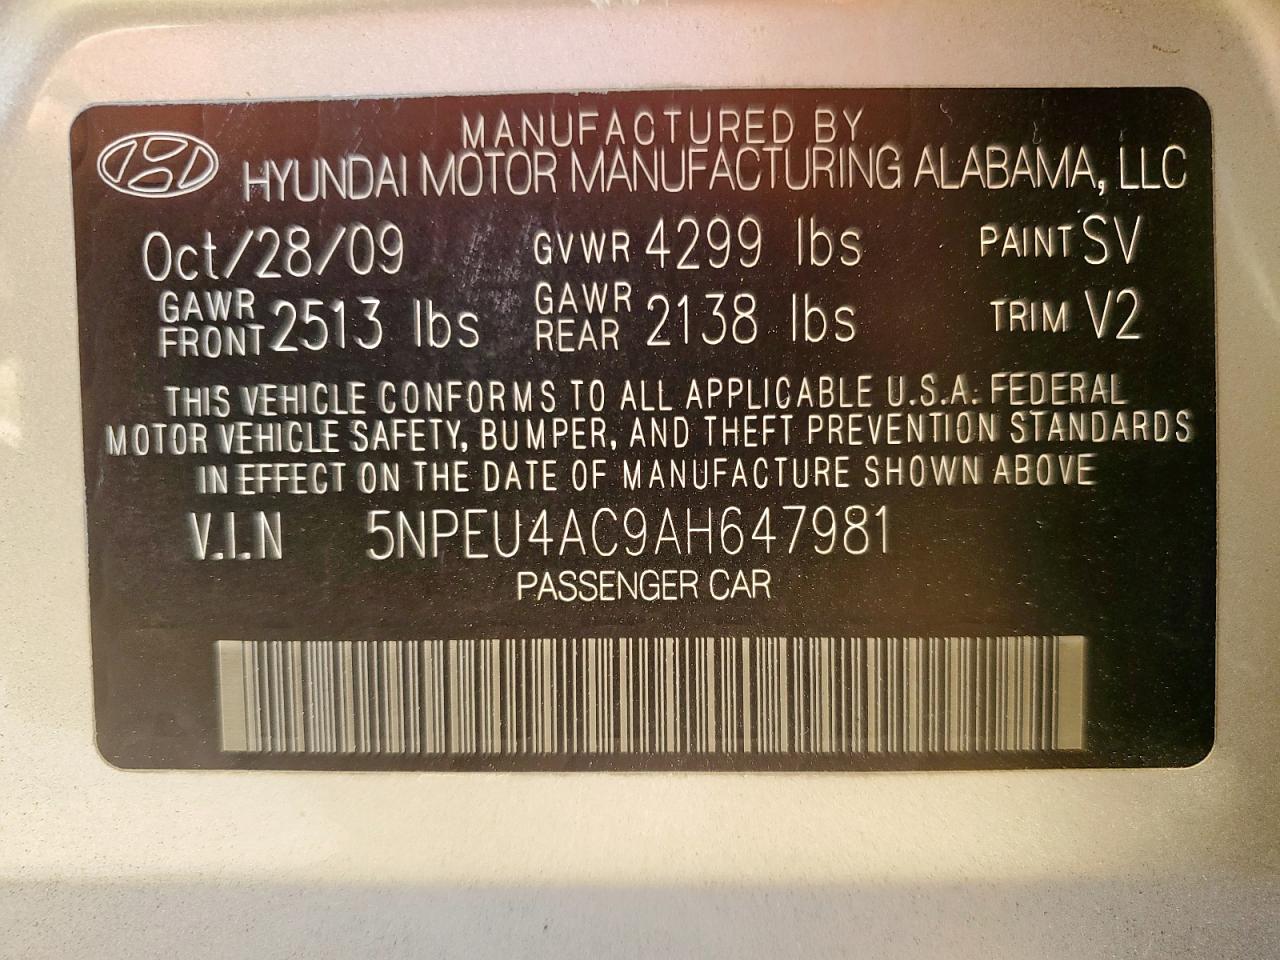 MANUFACTURED BY
HYUNDAI MOTOR MANUFACTURING ALABAMA, LLC
Oct/28/09 GVWR 4299 lbs PAINT SV
GAWR FRONT 2513 lbs GAWR REAR 2138 lbs TRIM V2
THIS VEHICLE CONFORMS TO ALL APPLICABLE U.S.A. FEDERAL
MOTOR VEHICLE SAFETY, BUMPER, AND THEFT PREVENTION STANDARDS
IN EFFECT ON THE DATE OF MANUFACTURE SHOWN ABOVE
V.I.N 5NPEU4AC9AH647981
PASSENGER CAR